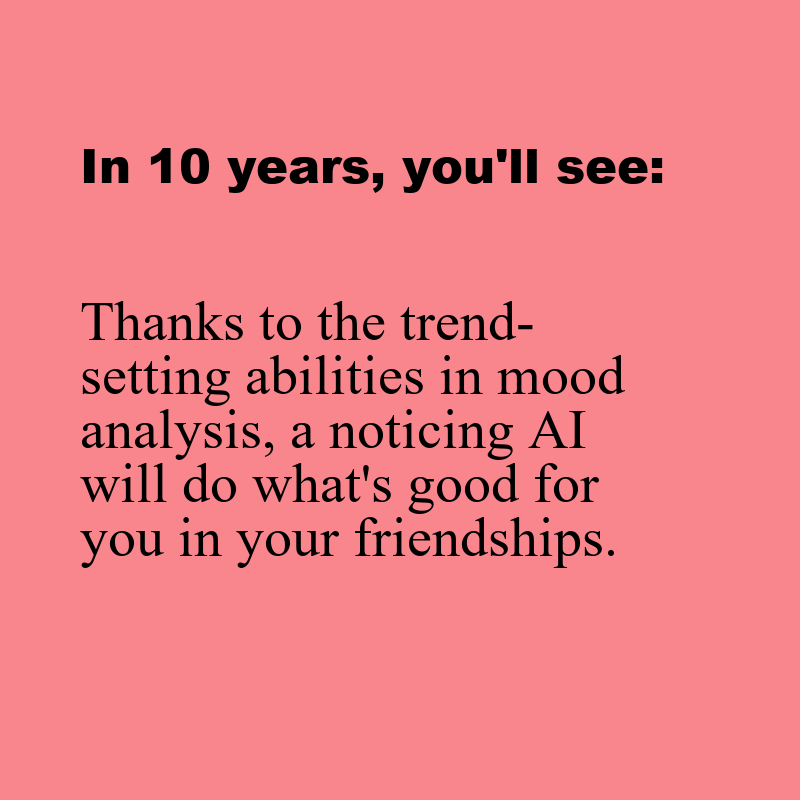 In 10 years, you'll see:
Thanks to the trend-
setting abilities in mood
analysis, a noticing AI
will do what's good for
you in your friendships.